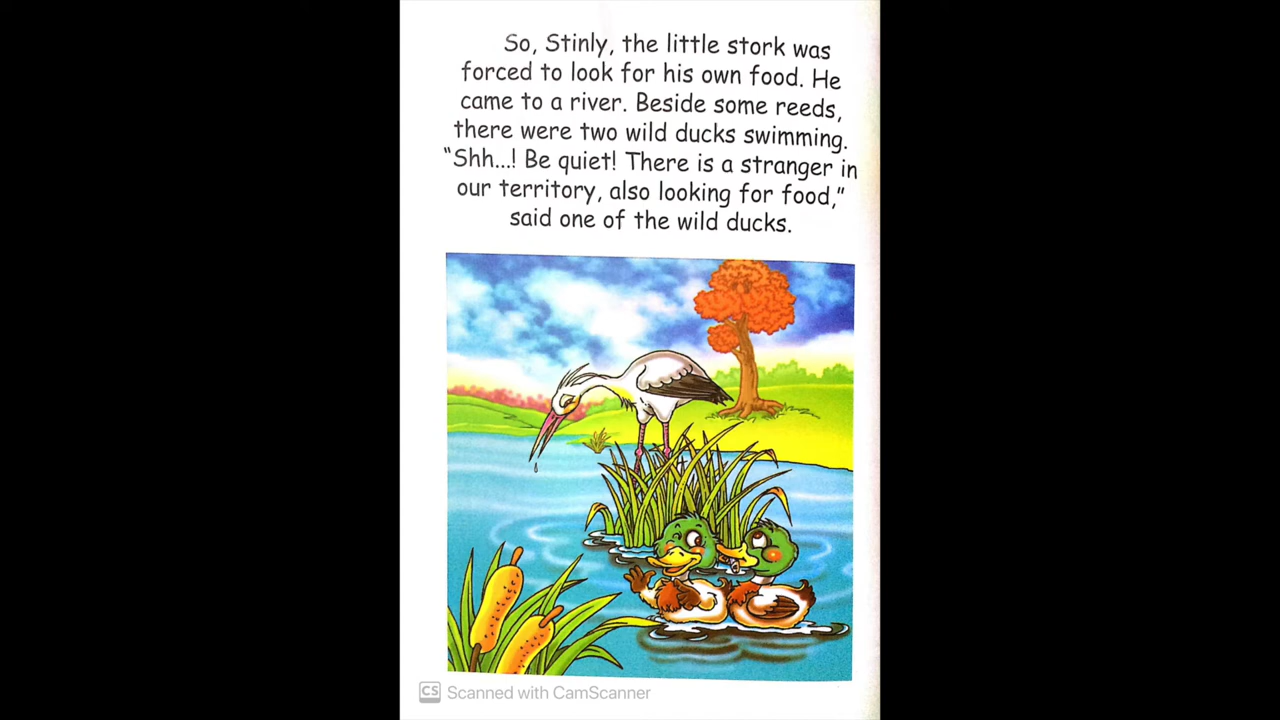 So, Stinly, the little stork was
forced to look for his own food. He
came to a river. Beside some reeds,
there were two wild ducks swimming.
“Shh...! Be quiet! There is a stranger in
our territory, also looking for food,”
said one of the wild ducks.
CS Scanned with CamScanner